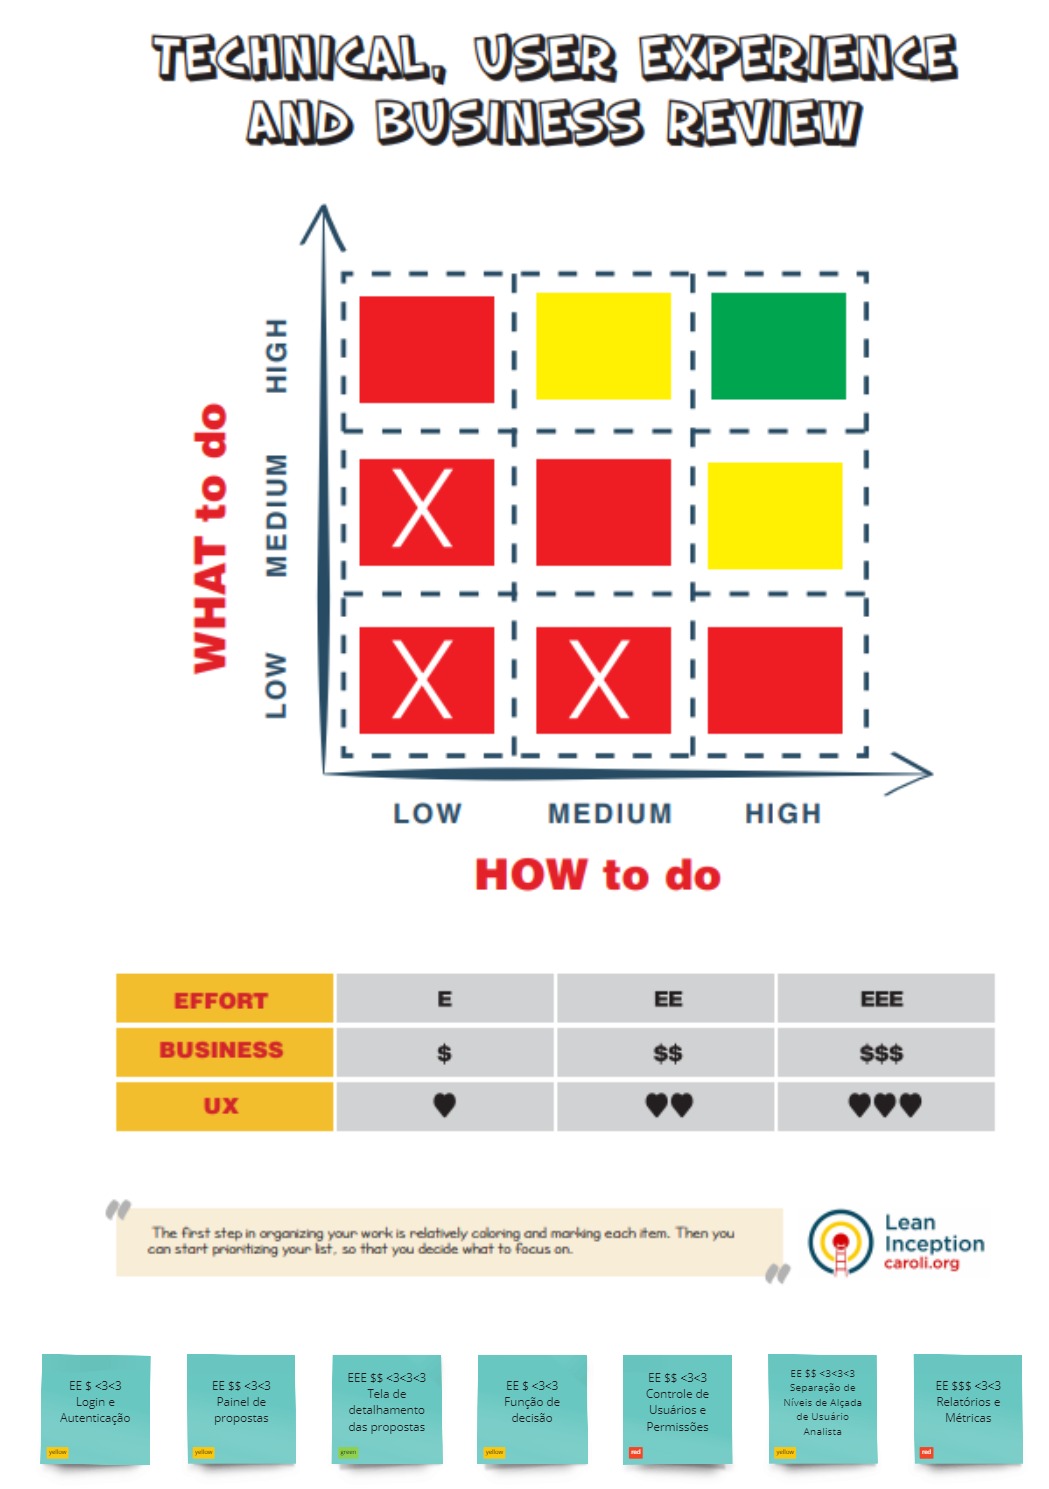 TECHNICAL, USER EXPERIENCE
AND BUSINESS REVIEW
WHAT to do
HIGH
MEDIUM
LOW
X
X
X
LOW
MEDIUM
HIGH
HOW to do
EFFORT
E
EE
EEE
BUSINESS
$
$$
$$$
UX
♥
♥♥
♥♥♥
"
The first step in organizing your work is relatively coloring and marking each item. Then you
can start prioritizing your list, so that you decide what to focus on.
"
Lean
Inception
caroli.org
EE $ <3<3
Login e
Autenticação
yellow
EE $$ <3<3
Painel de
propostas
yellow
EEE $$ <3<3<3
Tela de
detalhamento
das propostas
green
EE $ <3<3
Função de
decisão
yellow
EE $$ <3<3
Controle de
Usuários e
Permissões
red
EE $$ <3<3<3
Separação de
Níveis de Alçada
de Usuário
Analista
yellow
EE $$$ <3<3
Relatórios e
Métricas
red